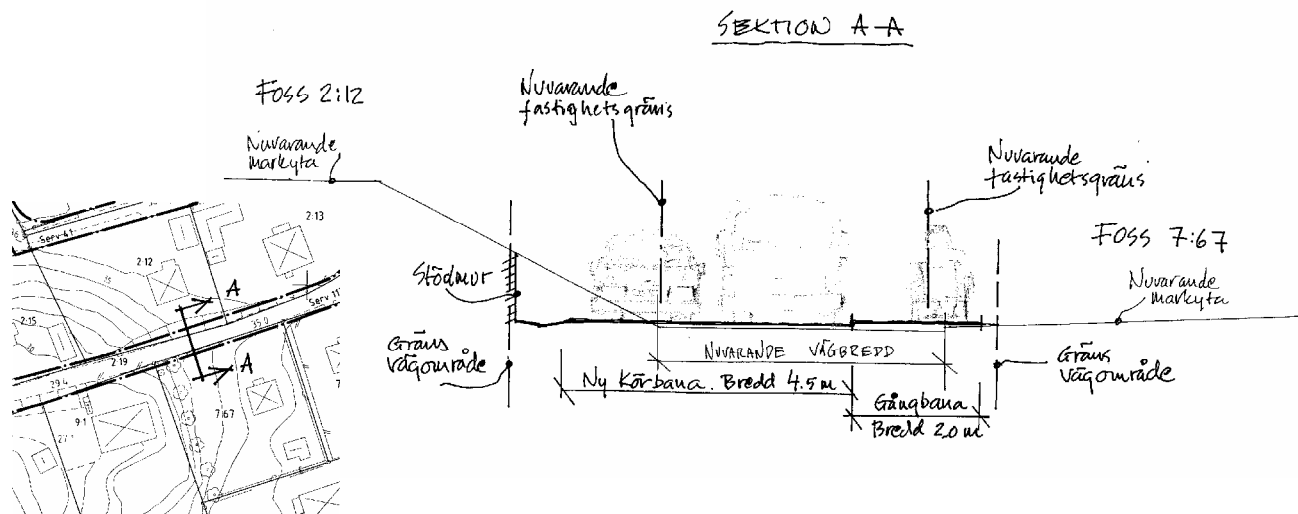 SEKTION A-A
Foss 2:12
Nuvarande
fastighetsgräns
Nuvarande
markyta
Nuvarande
fastighetsgräns
Foss 7:67
Stödmur
Nuvarande
markyta
Gräns
vägområde
NUVARANDE VÄGBREDD
Gräns
vägområde
Ny Körbana. Bredd 4.5 m
Gångbana
Bredd 2.0 m
Serv 41
2:13
2:12
A
Serv 11
2:15
35.3
2:19
A
29.4
7:67
9:1